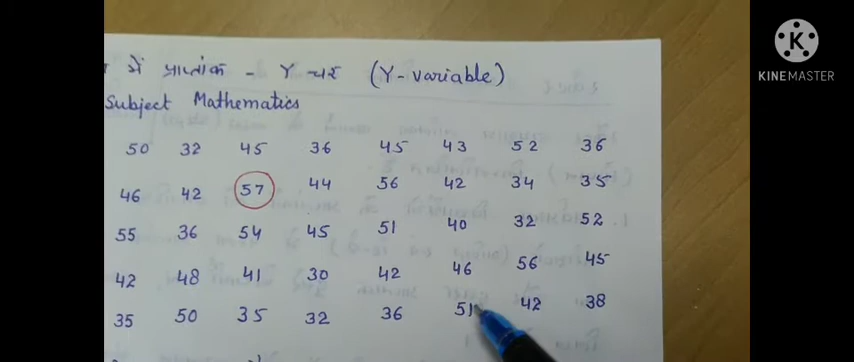 में प्राप्तांक - Y चर (Y-variable)
Subject Mathematics
50 32 45 36 45 43 52 36
46 42 57 44 56 42 34 35
55 36 54 45 51 40 32 52
42 48 41 30 42 46 56 45
35 50 35 32 36 51 42 38
KINEMASTER